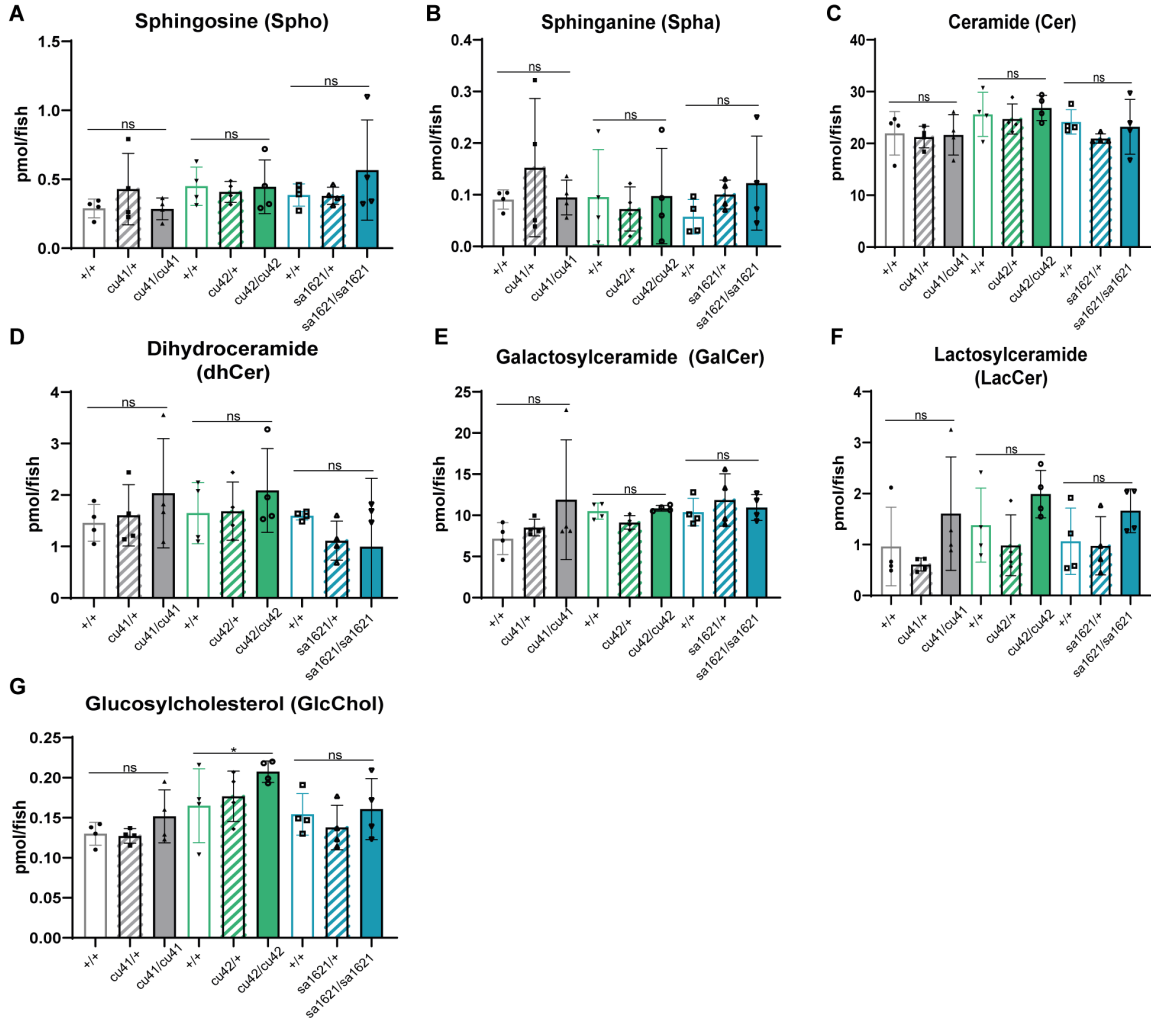 A
Sphingosine (Spho)
pmol/fish
1.5
1.0
0.5
0.0
ns
ns
ns
+/+
cu41/+
cu41/cu41
+/+
cu42/+
cu42/cu42
+/+
sa1621/+
sa1621/sa1621
B
Sphinganine (Spha)
pmol/fish
0.4
0.3
0.2
0.1
0.0
ns
ns
ns
+/+
cu41/+
cu41/cu41
+/+
cu42/+
cu42/cu42
+/+
sa1621/+
sa1621/sa1621
C
Ceramide (Cer)
pmol/fish
40
30
20
10
0
ns
ns
ns
+/+
cu41/+
cu41/cu41
+/+
cu42/+
cu42/cu42
+/+
sa1621/+
sa1621/sa1621
D
Dihydroceramide
(dhCer)
pmol/fish
4
3
2
1
0
ns
ns
ns
+/+
cu41/+
cu41/cu41
+/+
cu42/+
cu42/cu42
+/+
sa1621/+
sa1621/sa1621
E
Galactosylceramide (GalCer)
pmol/fish
25
20
15
10
5
0
ns
ns
ns
+/+
cu41/+
cu41/cu41
+/+
cu42/+
cu42/cu42
+/+
sa1621/+
sa1621/sa1621
F
Lactosylceramide
(LacCer)
pmol/fish
4
3
2
1
0
ns
ns
ns
+/+
cu41/+
cu41/cu41
+/+
cu42/+
cu42/cu42
+/+
sa1621/+
sa1621/sa1621
G
Glucosylcholesterol (GlcChol)
pmol/fish
0.25
0.20
0.15
0.10
0.05
0.00
ns
*
ns
+/+
cu41/+
cu41/cu41
+/+
cu42/+
cu42/cu42
+/+
sa1621/+
sa1621/sa1621